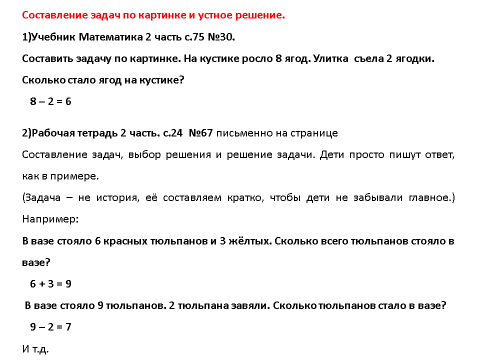 Составление задач по картинке и устное решение.
1)Учебник Математика 2 часть с.75 №30.
Составить задачу по картинке. На кустике росло 8 ягод. Улитка съела 2 ягодки.
Сколько стало ягод на кустике?
8 – 2 = 6
2)Рабочая тетрадь 2 часть. с.24 №67 письменно на странице
Составление задач, выбор решения и решение задачи. Дети просто пишут ответ,
как в примере.
(Задача – не история, её составляем кратко, чтобы дети не забывали главное.)
Например:
В вазе стояло 6 красных тюльпанов и 3 жёлтых. Сколько всего тюльпанов стояло в
вазе?
6 + 3 = 9
В вазе стояло 9 тюльпанов. 2 тюльпана завяли. Сколько тюльпанов стало в вазе?
9 – 2 = 7
И т.д.